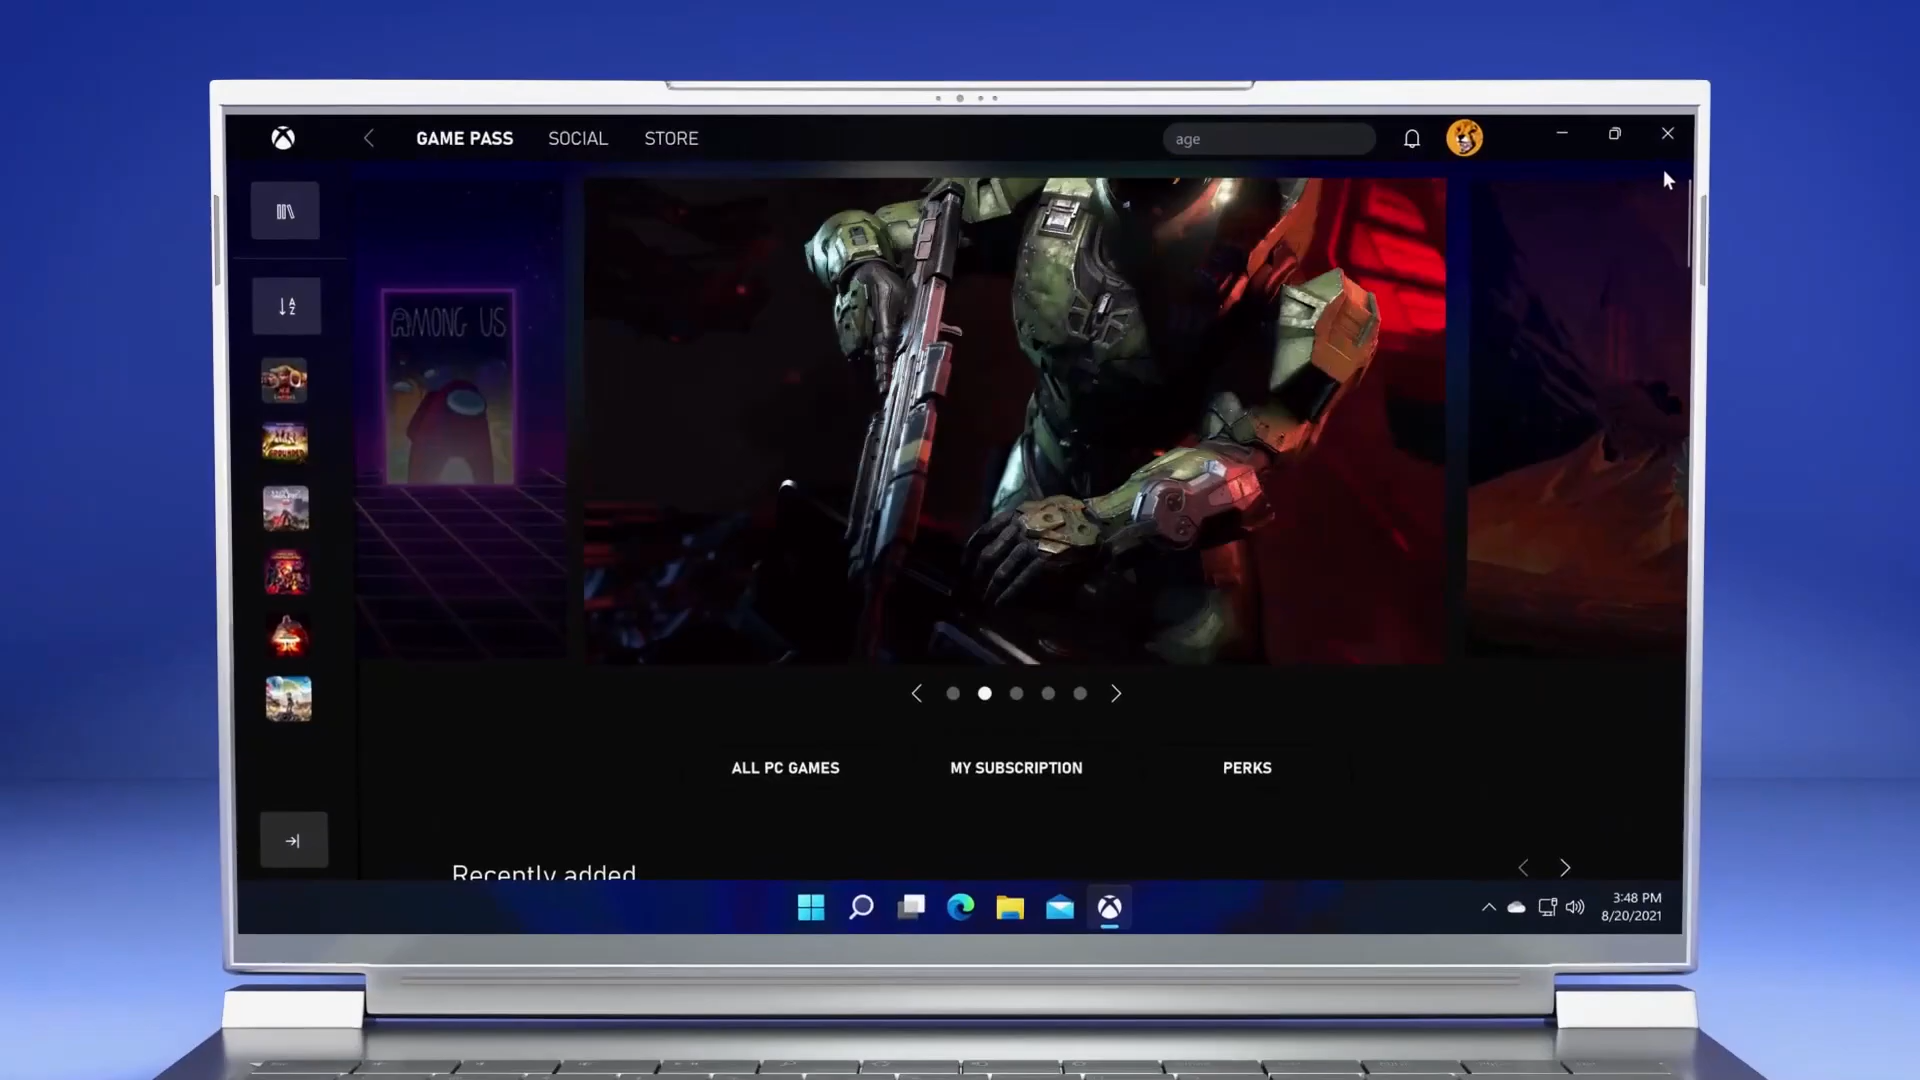 GAME PASS SOCIAL STORE age
AMONG US
ALL PC GAMES MY SUBSCRIPTION PERKS
Recently added
3:48 PM
8/20/2021